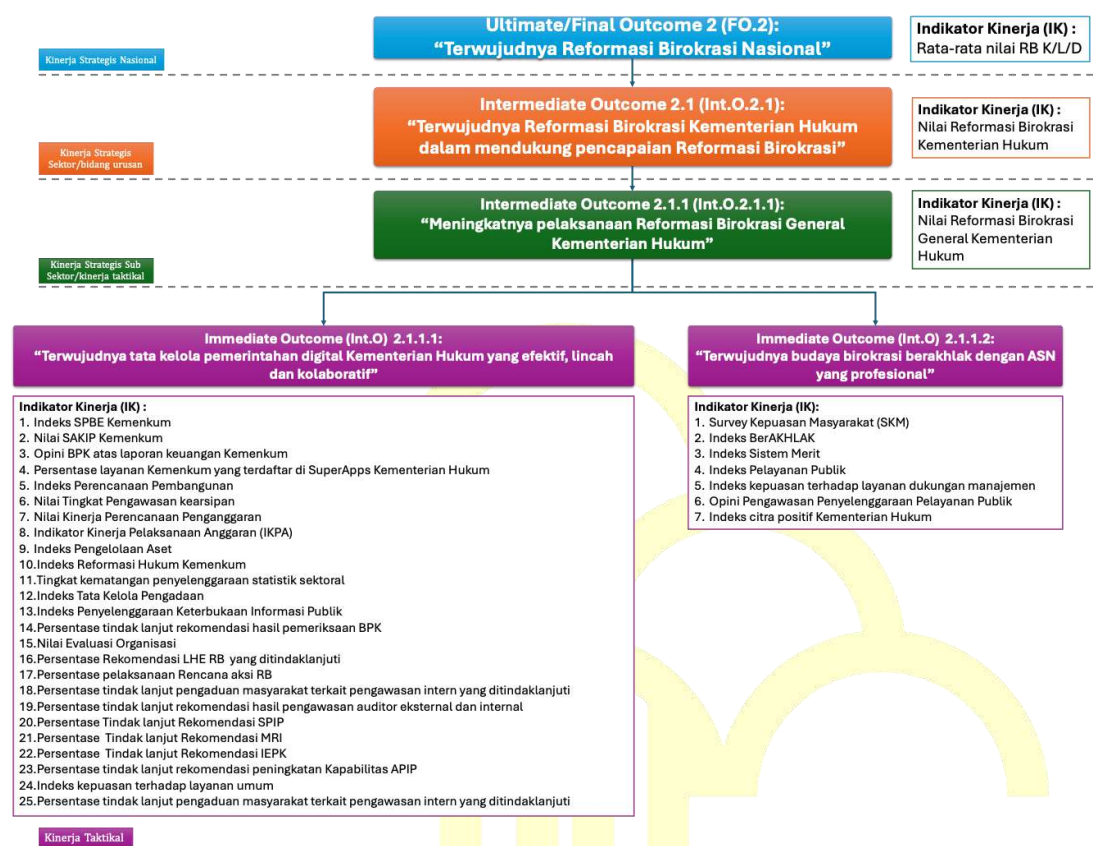 Ultimate/Final Outcome 2 (FO.2):
“Terwujudnya Reformasi Birokrasi Nasional”
Indikator Kinerja (IK) :
Rata-rata nilai RB K/L/D
Kinerja Strategis Nasional
Intermediate Outcome 2.1 (Int.O.2.1):
“Terwujudnya Reformasi Birokrasi Kementerian Hukum
dalam mendukung pencapaian Reformasi Birokrasi”
Indikator Kinerja (IK) :
Nilai Reformasi Birokrasi
Kementerian Hukum
Kinerja Strategis
Sektor/bidang urusan
Intermediate Outcome 2.1.1 (Int.O.2.1.1):
“Meningkatnya pelaksanaan Reformasi Birokrasi General
Kementerian Hukum”
Indikator Kinerja (IK) :
Nilai Reformasi Birokrasi
General Kementerian
Hukum
Kinerja Strategis Sub
Sektor/kinerja taktikal
Immediate Outcome (Int.O) 2.1.1.1:
“Terwujudnya tata kelola pemerintahan digital Kementerian Hukum yang efektif, lincah
dan kolaboratif”
Immediate Outcome (Int.O) 2.1.1.2:
“Terwujudnya budaya birokrasi berakhlak dengan ASN
yang profesional”
Indikator Kinerja (IK) :
1. Indeks SPBE Kemenkum
2. Nilai SAKIP Kemenkum
3. Opini BPK atas laporan keuangan Kemenkum
4. Persentase layanan Kemenkum yang terdaftar di SuperApps Kementerian Hukum
5. Indeks Perencanaan Pembangunan
6. Nilai Tingkat Pengawasan kearsipan
7. Nilai Kinerja Perencanaan Penganggaran
8. Indikator Kinerja Pelaksanaan Anggaran (IKPA)
9. Indeks Pengelolaan Aset
10.Indeks Reformasi Hukum Kemenkum
11.Tingkat kematangan penyelenggaraan statistik sektoral
12.Indeks Tata Kelola Pengadaan
13.Indeks Penyelenggaraan Keterbukaan Informasi Publik
14.Persentase tindak lanjut rekomendasi hasil pemeriksaan BPK
15.Nilai Evaluasi Organisasi
16.Persentase Rekomendasi LHE RB yang ditindaklanjuti
17.Persentase pelaksanaan Rencana aksi RB
18.Persentase tindak lanjut pengaduan masyarakat terkait pengawasan intern yang ditindaklanjuti
19.Persentase tindak lanjut rekomendasi hasil pengawasan auditor eksternal dan internal
20.Persentase Tindak lanjut Rekomendasi SPIP
21.Persentase Tindak lanjut Rekomendasi MRI
22.Persentase Tindak lanjut Rekomendasi IEPK
23.Persentase tindak lanjut rekomendasi peningkatan Kapabilitas APIP
24.Indeks kepuasan terhadap layanan umum
25.Persentase tindak lanjut pengaduan masyarakat terkait pengawasan intern yang ditindaklanjuti
Indikator Kinerja (IK):
1. Survey Kepuasan Masyarakat (SKM)
2. Indeks BerAKHLAK
3. Indeks Sistem Merit
4. Indeks Pelayanan Publik
5. Indeks kepuasan terhadap layanan dukungan manajemen
6. Opini Pengawasan Penyelenggaraan Pelayanan Publik
7. Indeks citra positif Kementerian Hukum
Kinerja Taktikal